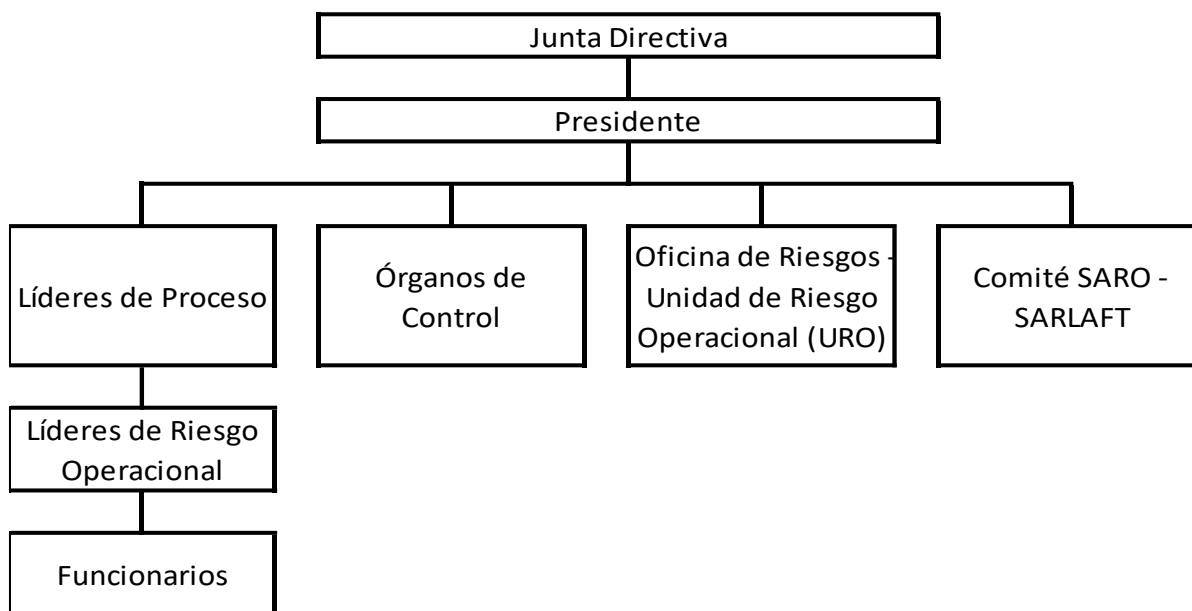 Junta Directiva
Presidente
Líderes de Proceso
Órganos de
Control
Oficina de Riesgos -
Unidad de Riesgo
Operacional (URO)
Comité SARO -
SARLAFT
Líderes de Riesgo
Operacional
Funcionarios